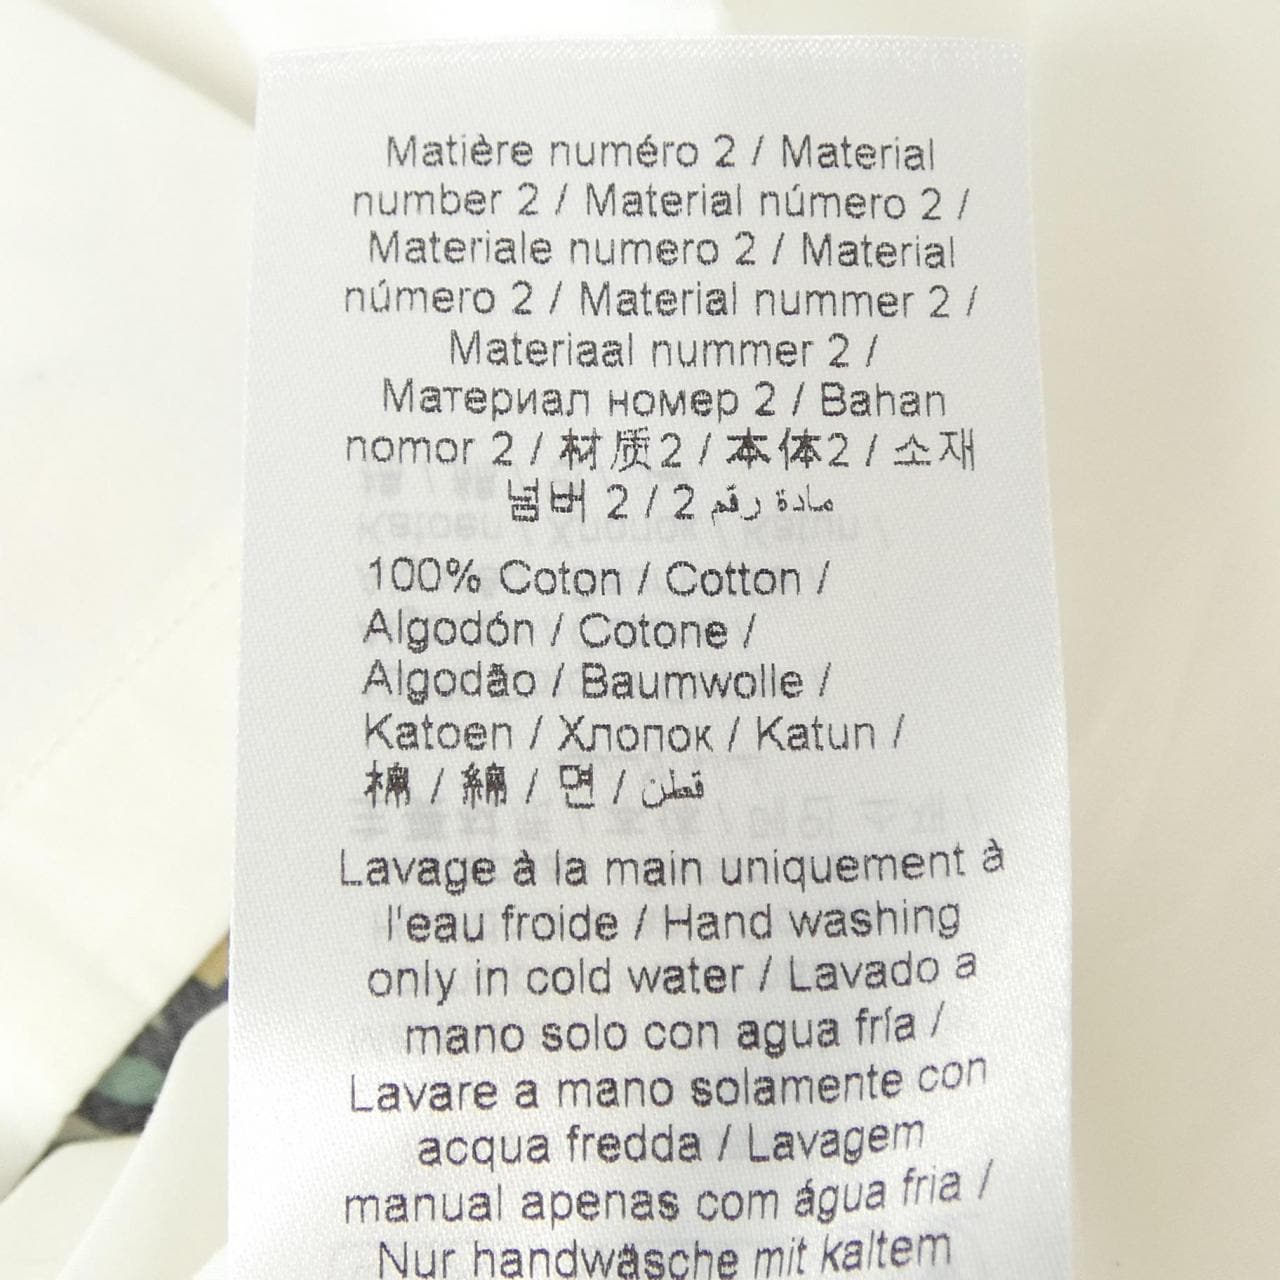 Matière numéro 2 / Material
number 2 / Material número 2 /
Materiale numero 2 / Material
número 2 / Material nummer 2 /
Materiaal nummer 2 /
Материал номер 2 / Bahan
nomor 2 / 材质2 / 本体2 / 소재
넘버 2 / مادة رقم 2
100% Coton / Cotton /
Algodón / Cotone /
Algodão / Baumwolle /
Katoen / Хлопок / Katun /
棉 / 綿 / 면 / قطن
Lavage à la main uniquement à
l'eau froide / Hand washing
only in cold water / Lavado a
mano solo con agua fría /
Lavare a mano solamente con
acqua fredda / Lavagem
manual apenas com água fria /
Nur handwäsche mit kaltem